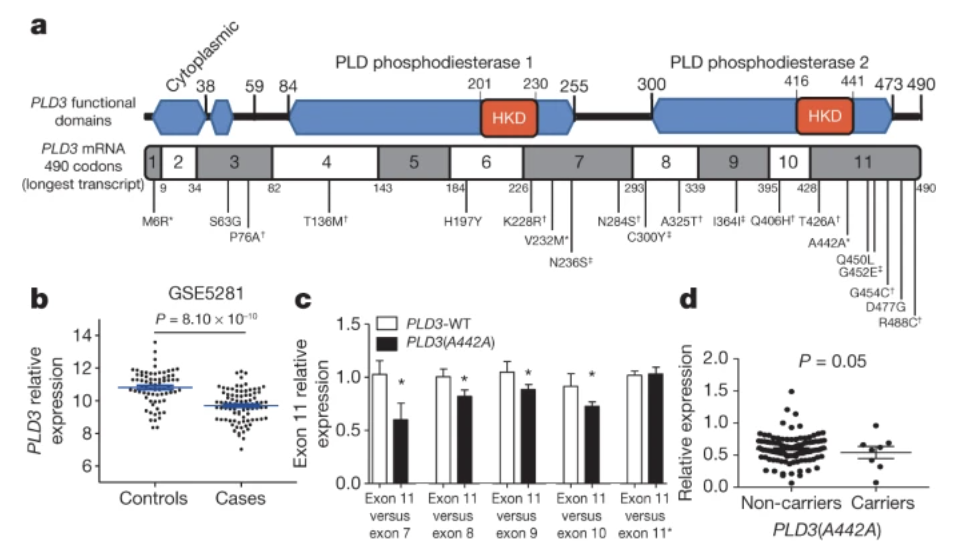 a
Cytoplasmic
PLD phosphodiesterase 1
PLD phosphodiesterase 2
38 59 84 201 230 255 300 416 441 473 490
PLD3 functional
domains
HKD HKD
PLD3 mRNA
490 codons
(longest transcript)
1 2 3 4 5 6 7 8 9 10 11
9 34 82 143 184 226 293 339 395 428 490
M6R* S63G T136M† H197Y K228R† N284S† A325T† I364I‡ Q406H† T426A†
P76A† V232M* C300Y‡ A442A*
N236S‡ Q450L
G452E‡
G454C†
D477G
R488C†
b
GSE5281
P = 8.10 × 10⁻¹⁰
PLD3 relative
expression
14
12
10
8
6
Controls Cases
c
PLD3-WT
PLD3(A442A)
Exon 11 relative
expression
1.5
1.0
0.5
0.0
* * * *
Exon 11 Exon 11 Exon 11 Exon 11 Exon 11
versus versus versus versus versus
exon 7 exon 8 exon 9 exon 10 exon 11*
d
P = 0.05
Relative expression
2.0
1.5
1.0
0.5
0.0
Non-carriers Carriers
PLD3(A442A)